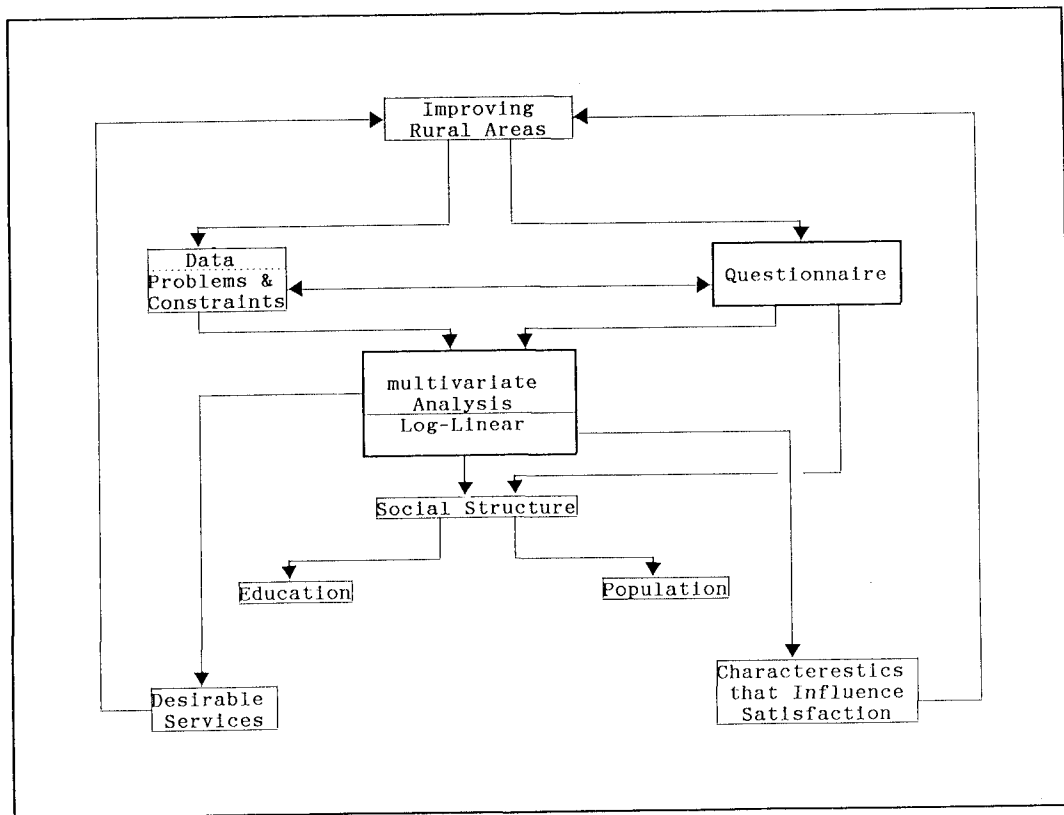 Improving
Rural Areas
Data
Problems &
Constraints
Questionnaire
multivariate
Analysis
Log-Linear
Social Structure
Education
Population
Desirable
Services
Characterestics
that Influence
Satisfaction